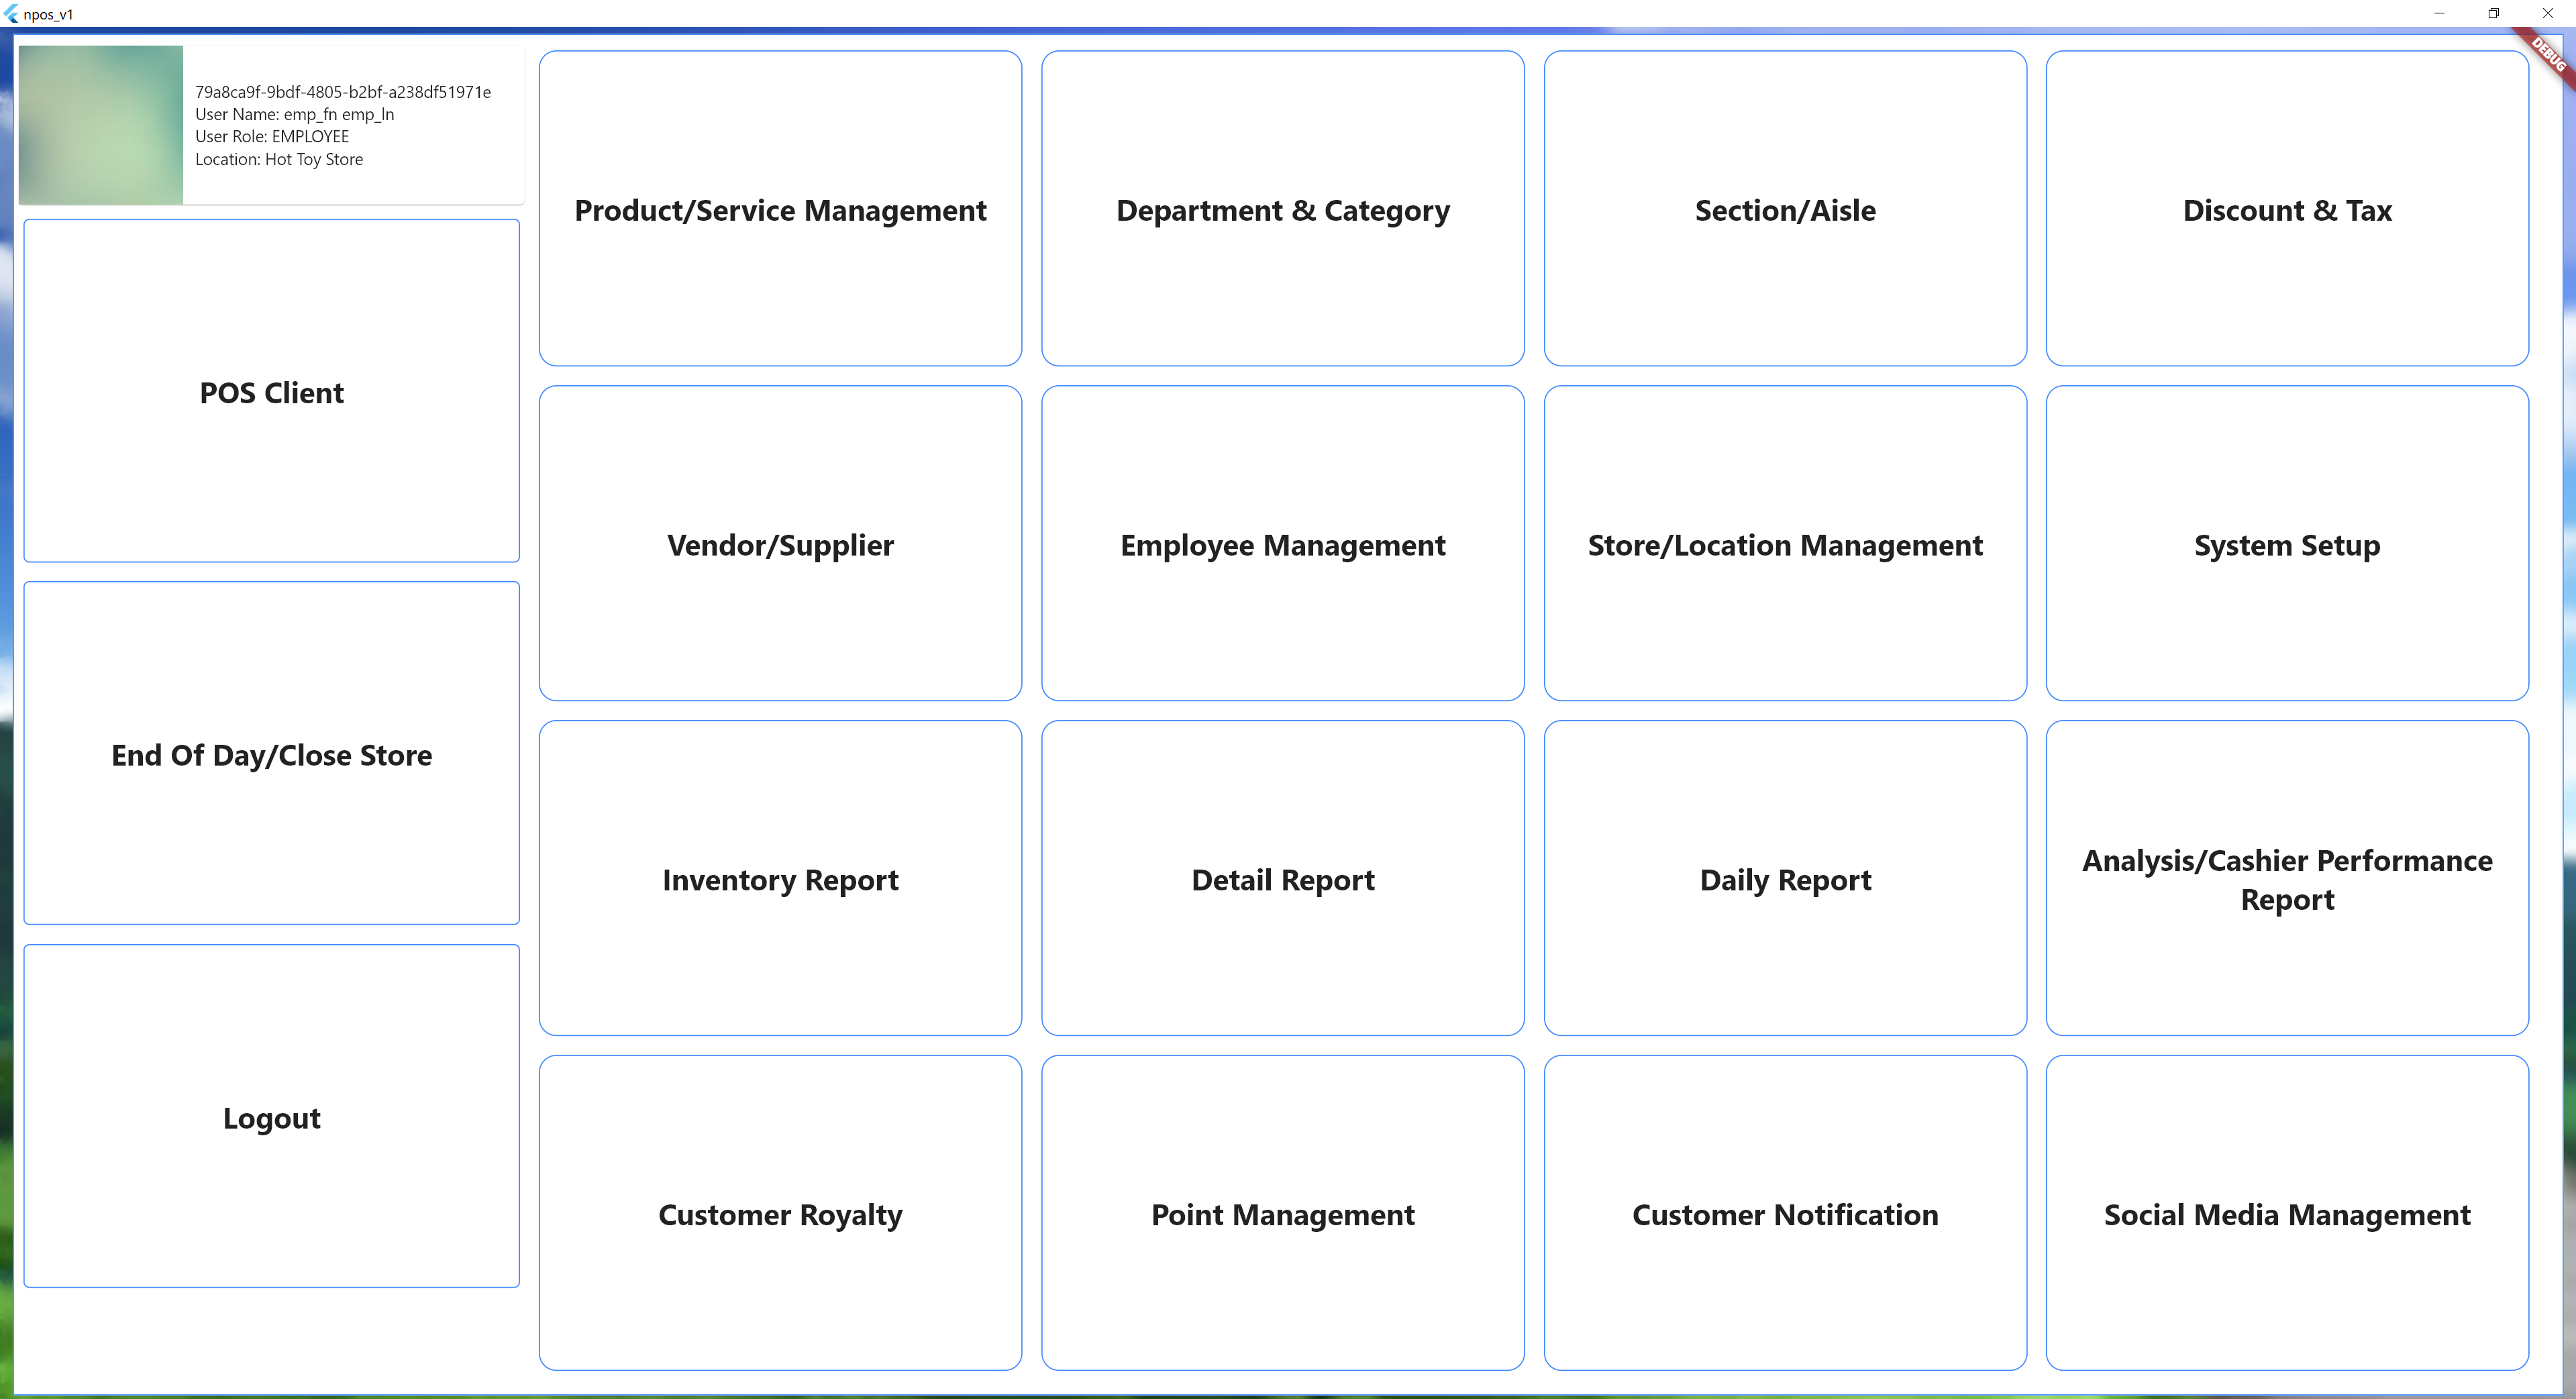 npos_v1
DEBUG
79a8ca9f-9bdf-4805-b2bf-a238df51971e
User Name: emp_fn emp_ln
User Role: EMPLOYEE
Location: Hot Toy Store
POS Client
End Of Day/Close Store
Logout
Product/Service Management
Department & Category
Section/Aisle
Discount & Tax
Vendor/Supplier
Employee Management
Store/Location Management
System Setup
Inventory Report
Detail Report
Daily Report
Analysis/Cashier Performance
Report
Customer Royalty
Point Management
Customer Notification
Social Media Management